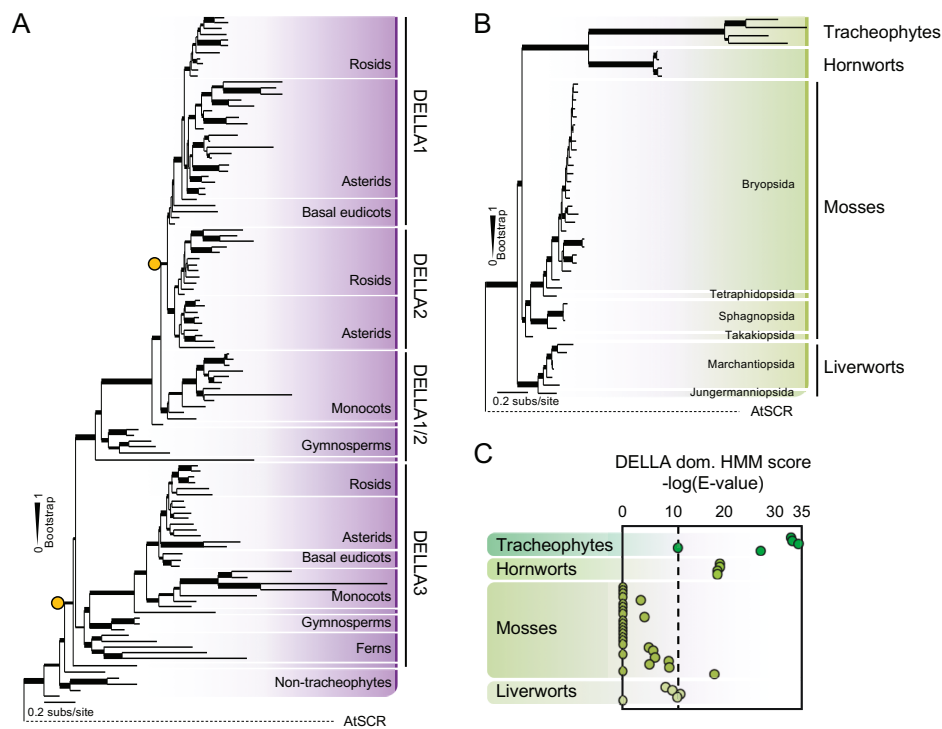 A
Rosids
Asterids
Basal eudicots
DELLA1
Rosids
Asterids
DELLA2
Monocots
Gymnosperms
DELLA1/2
Rosids
Asterids
Basal eudicots
Monocots
Gymnosperms
Ferns
DELLA3
Non-tracheophytes
0 1
Bootstrap
0.2 subs/site
AtSCR
B
Tracheophytes
Hornworts
Bryopsida
Tetraphidopsida
Sphagnopsida
Takakiopsida
Mosses
Marchantiopsida
Jungermanniopsida
Liverworts
0 1
Bootstrap
0.2 subs/site
AtSCR
C
DELLA dom. HMM score
-log(E-value)
0 10 20 30 35
Tracheophytes
Hornworts
Mosses
Liverworts